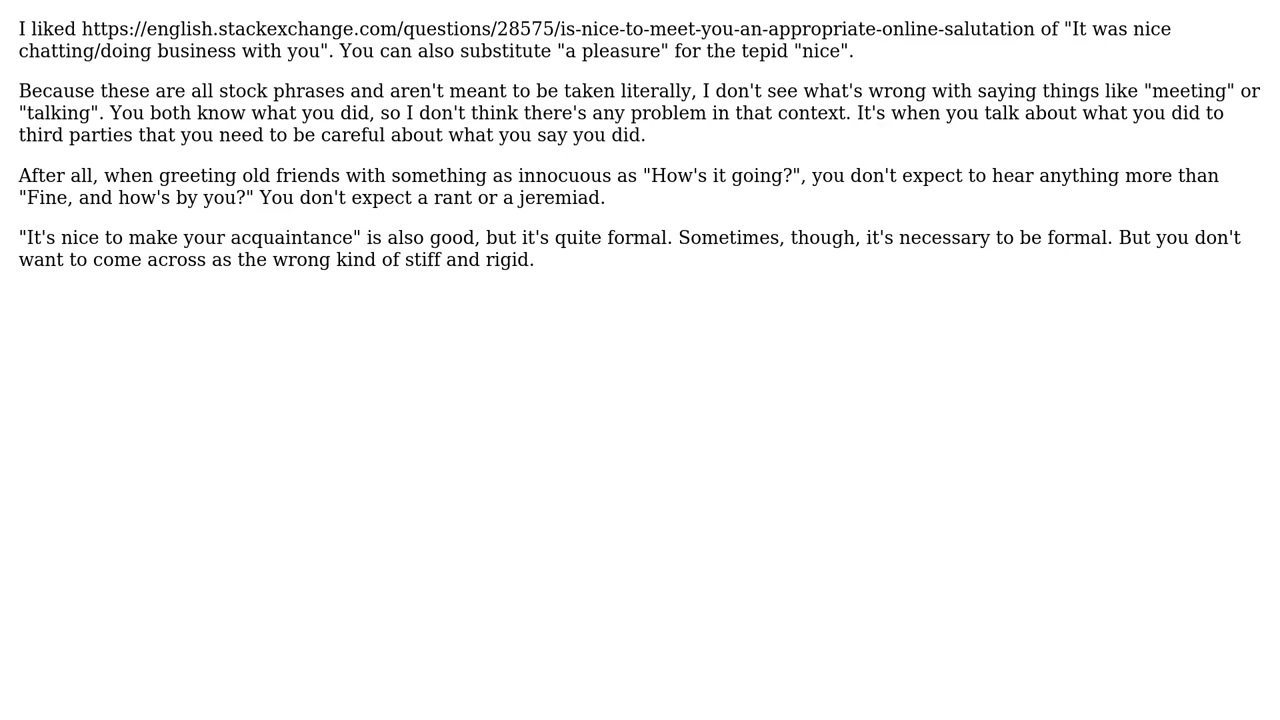 I liked https://english.stackexchange.com/questions/28575/is-nice-to-meet-you-an-appropriate-online-salutation of "It was nice
chatting/doing business with you". You can also substitute "a pleasure" for the tepid "nice".
Because these are all stock phrases and aren't meant to be taken literally, I don't see what's wrong with saying things like "meeting" or
"talking". You both know what you did, so I don't think there's any problem in that context. It's when you talk about what you did to
third parties that you need to be careful about what you say you did.
After all, when greeting old friends with something as innocuous as "How's it going?", you don't expect to hear anything more than
"Fine, and how's by you?" You don't expect a rant or a jeremiad.
"It's nice to make your acquaintance" is also good, but it's quite formal. Sometimes, though, it's necessary to be formal. But you don't
want to come across as the wrong kind of stiff and rigid.